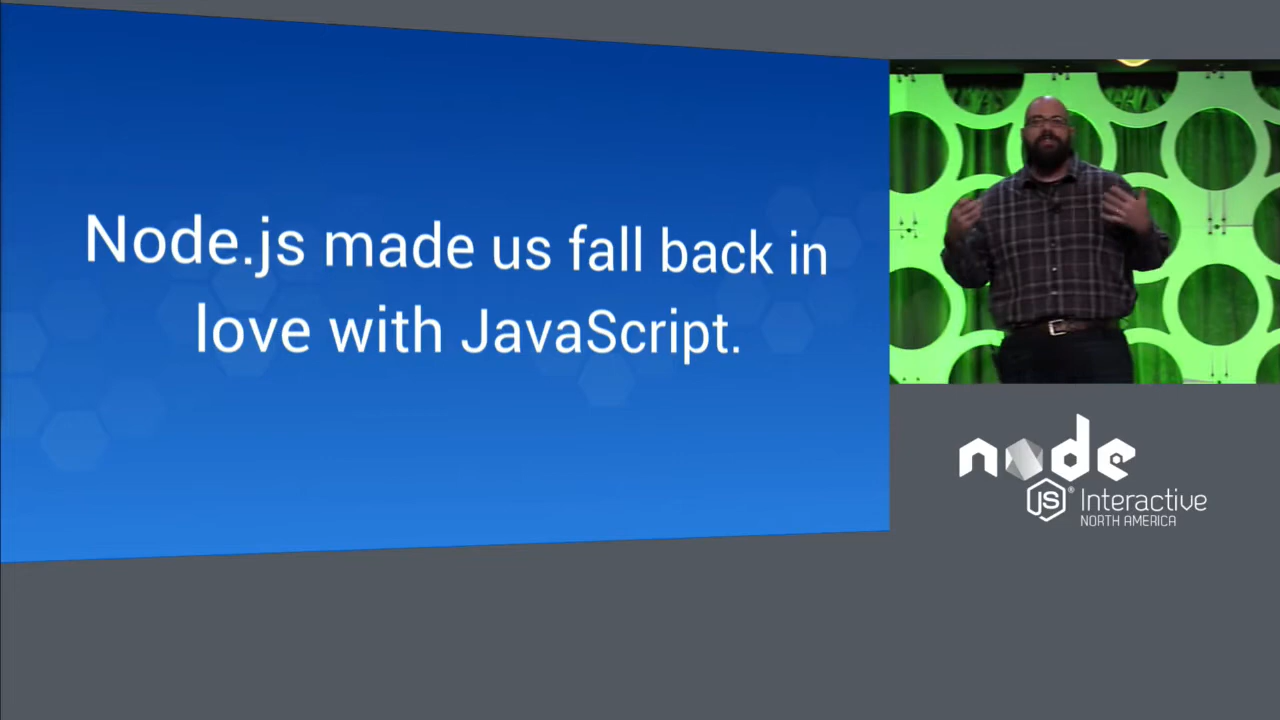 Node.js made us fall back in
love with JavaScript.
node
JS® Interactive
NORTH AMERICA